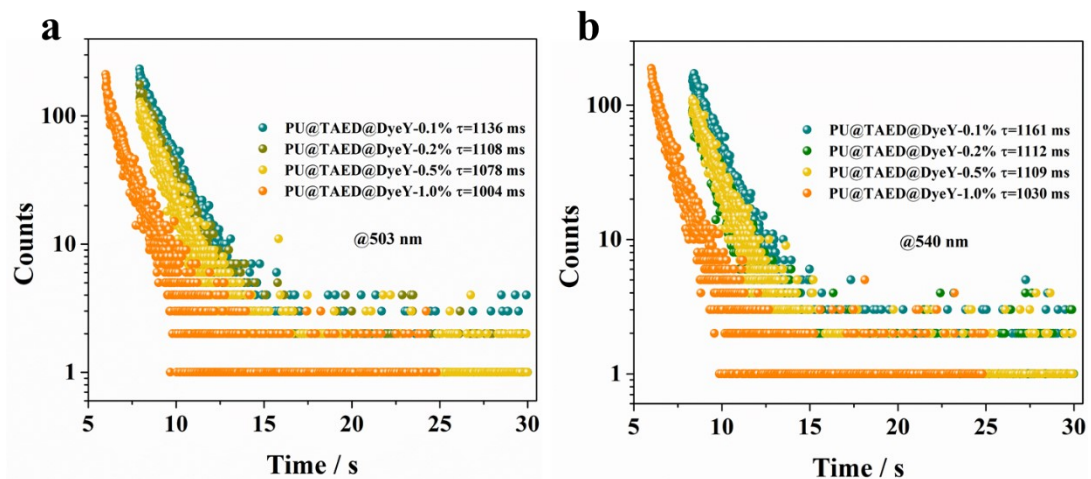 a
Counts
100
10
1
PU@TAED@DyeY-0.1% τ=1136 ms
PU@TAED@DyeY-0.2% τ=1108 ms
PU@TAED@DyeY-0.5% τ=1078 ms
PU@TAED@DyeY-1.0% τ=1004 ms
@503 nm
5 10 15 20 25 30
Time / s
b
Counts
100
10
1
PU@TAED@DyeY-0.1% τ=1161 ms
PU@TAED@DyeY-0.2% τ=1112 ms
PU@TAED@DyeY-0.5% τ=1109 ms
PU@TAED@DyeY-1.0% τ=1030 ms
@540 nm
5 10 15 20 25 30
Time / s